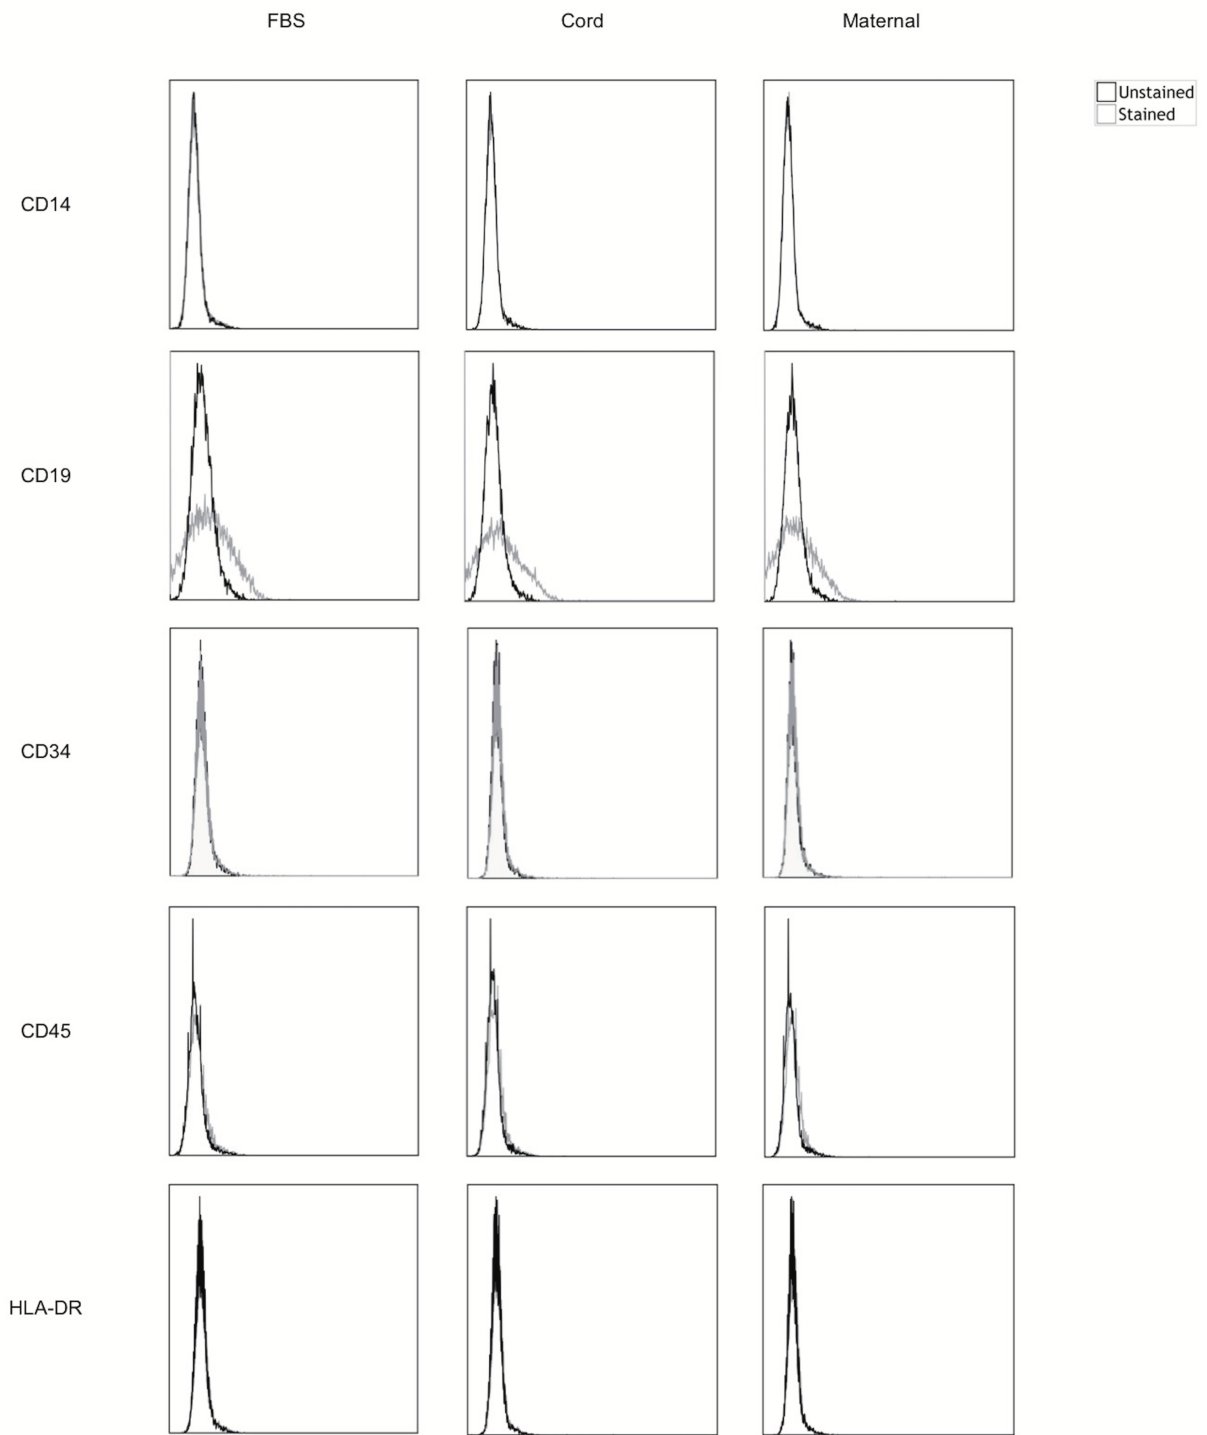 FBS Cord Maternal
Unstained
Stained
CD14
CD19
CD34
CD45
HLA-DR